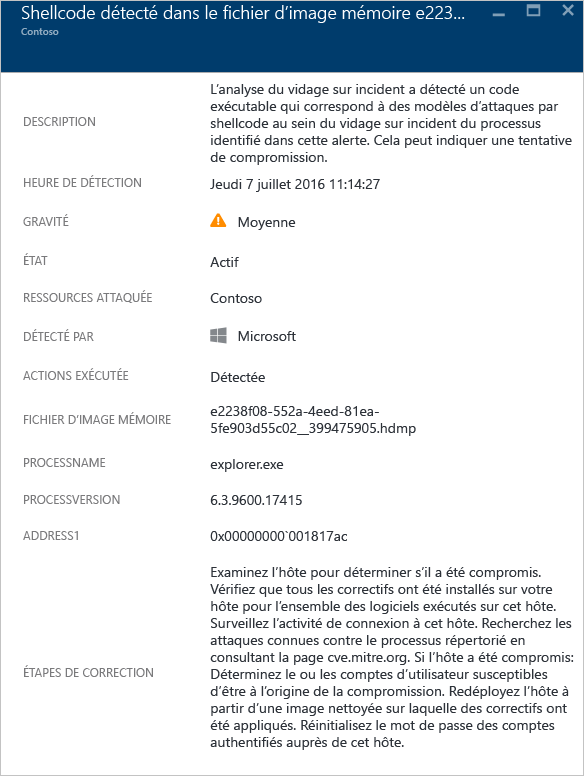 Shellcode détecté dans le fichier d’image mémoire e223...
Contoso
DESCRIPTION
L’analyse du vidage sur incident a détecté un code
exécutable qui correspond à des modèles d’attaques par
shellcode au sein du vidage sur incident du processus
identifié dans cette alerte. Cela peut indiquer une tentative
de compromission.
HEURE DE DÉTECTION
Jeudi 7 juillet 2016 11:14:27
GRAVITÉ
Moyenne
ÉTAT
Actif
RESSOURCES ATTAQUÉE
Contoso
DÉTECTÉ PAR
Microsoft
ACTIONS EXÉCUTÉE
Détectée
FICHIER D’IMAGE MÉMOIRE
e2238f08-552a-4eed-81ea-
5fe903d55c02__399475905.hdmp
PROCESSNAME
explorer.exe
PROCESSVERSION
6.3.9600.17415
ADDRESS1
0x00000000`001817ac
ÉTAPES DE CORRECTION
Examinez l’hôte pour déterminer s’il a été compromis.
Vérifiez que tous les correctifs ont été installés sur votre
hôte pour l’ensemble des logiciels exécutés sur cet hôte.
Surveillez l’activité de connexion à cet hôte. Recherchez les
attaques connues contre le processus répertorié en
consultant la page cve.mitre.org. Si l’hôte a été compromis:
Déterminez le ou les comptes d’utilisateur susceptibles
d’être à l’origine de la compromission. Redéployez l’hôte à
partir d’une image nettoyée sur laquelle des correctifs ont
été appliqués. Réinitialisez le mot de passe des comptes
authentifiés auprès de cet hôte.